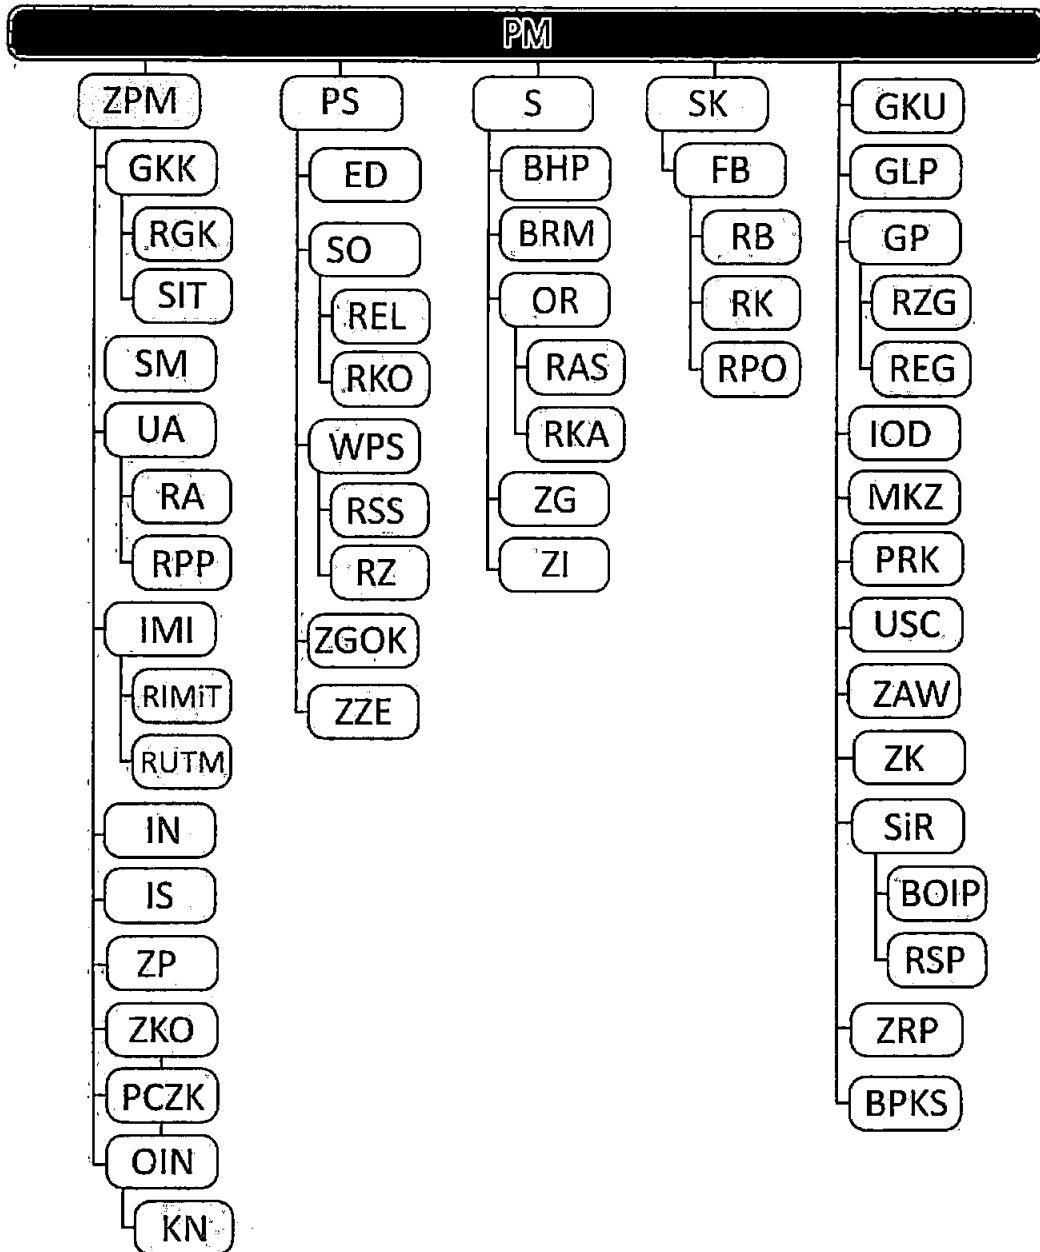 PM
ZPM
GKK
RGK
SIT
SM
UA
RA
RPP
IMI
RIMiT
RUTM
IN
IS
ZP
ZKO
PCZK
OIN
KN
PS
ED
SO
REL
RKO
WPS
RSS
RZ
ZGOK
ZZE
S
BHP
BRM
OR
RAS
RKA
ZG
ZI
SK
FB
RB
RK
RPO
GKU
GLP
GP
RZG
REG
IOD
MKZ
PRK
USC
ZAW
ZK
SiR
BOIP
RSP
ZRP
BPKS